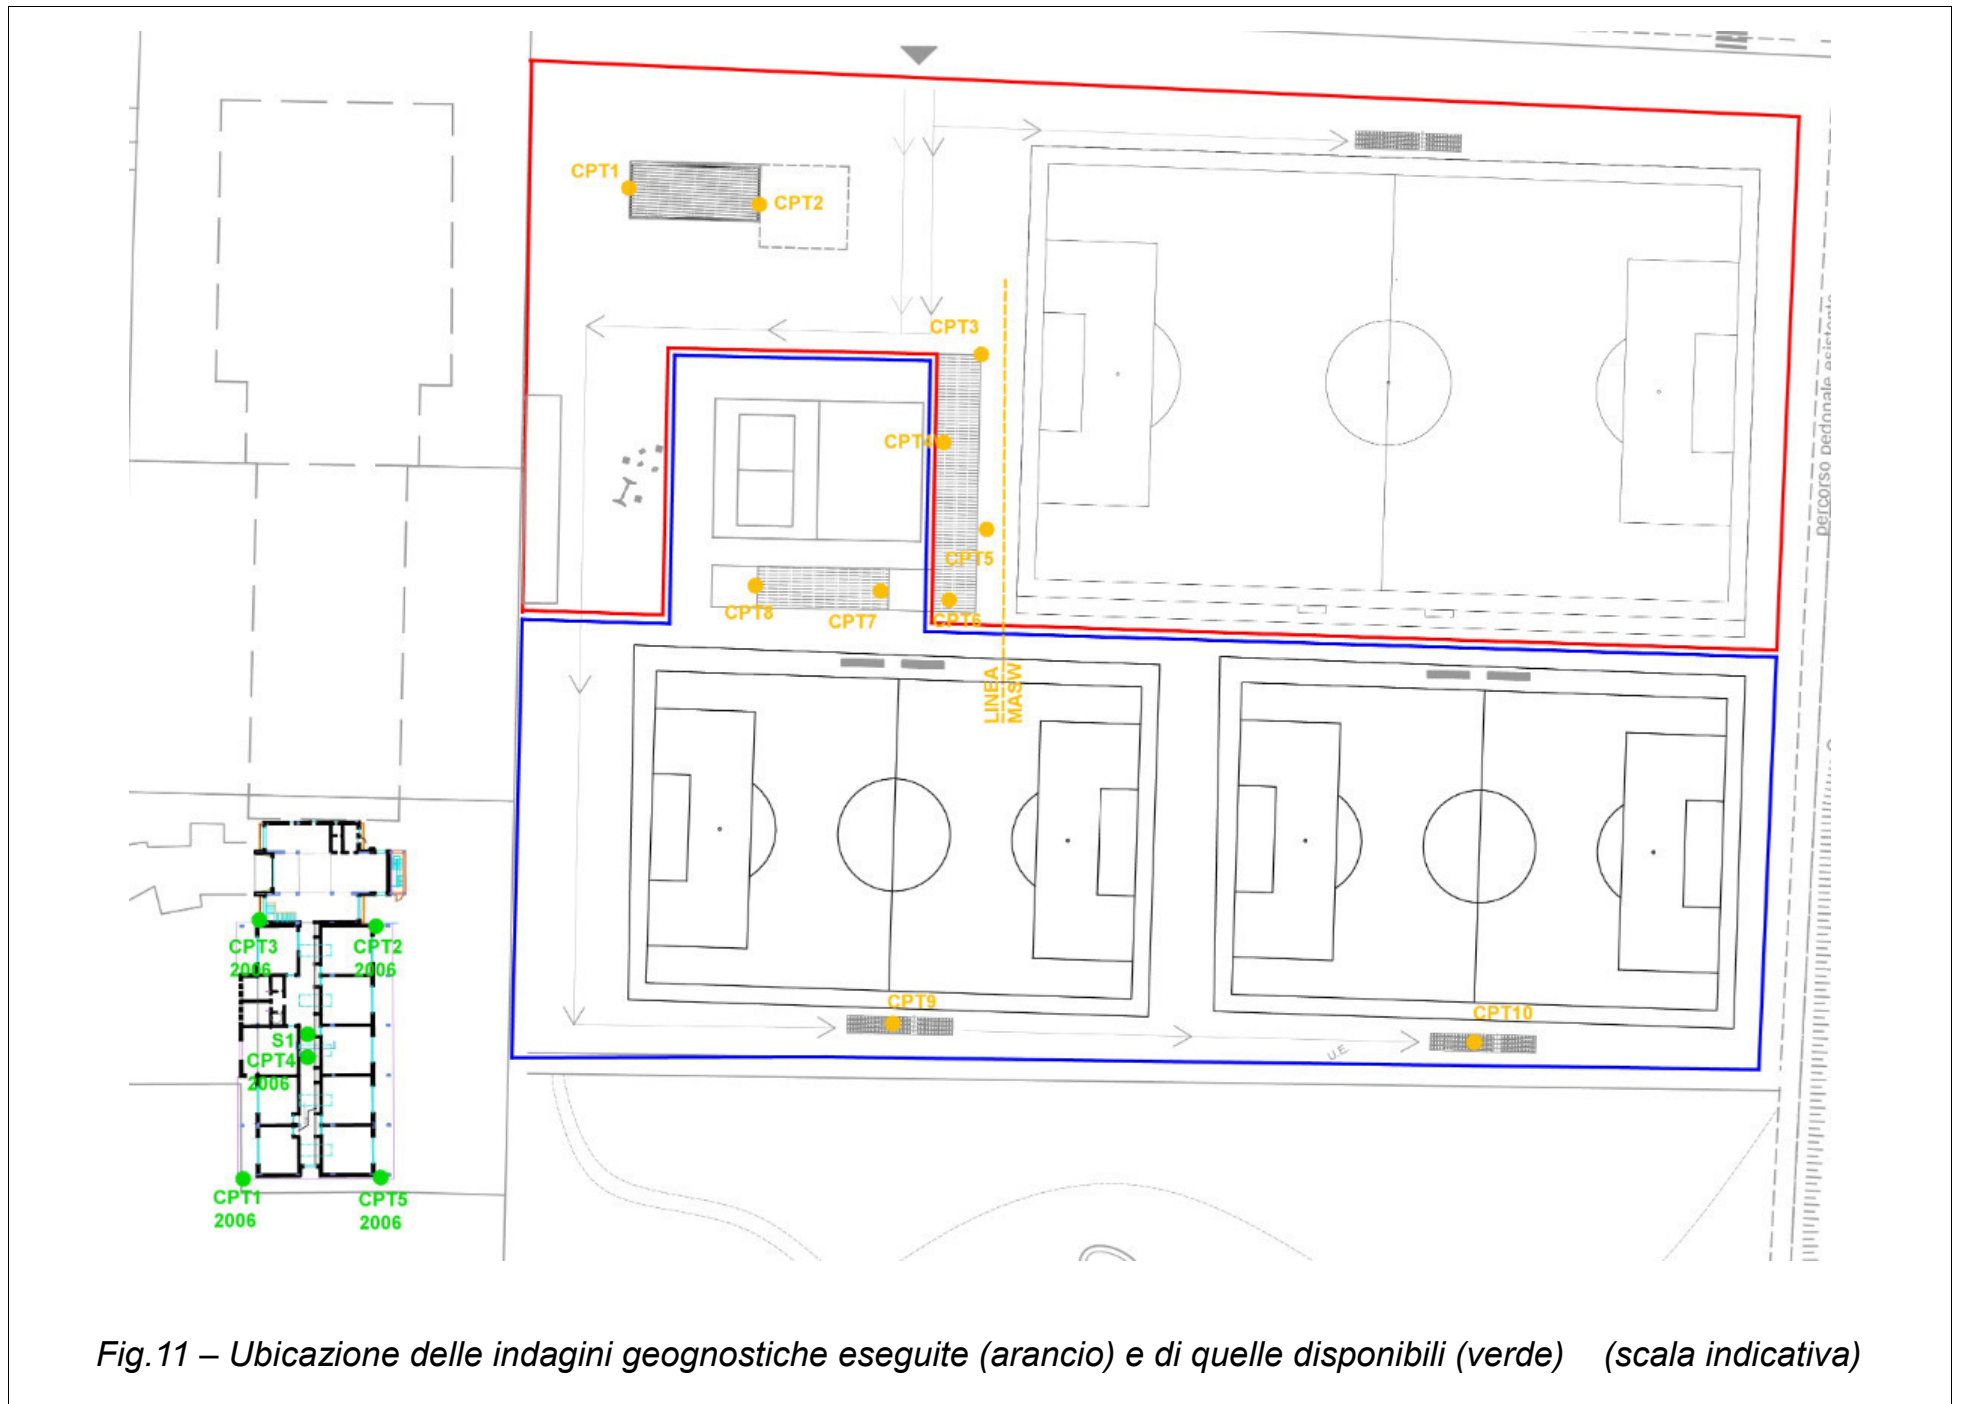 CPT1
CPT2
CPT3
CPT4
CPT5
CPT6
CPT7
CPT8
LINEA
MASW
percorso pedonale esistente
CPT3
2006
CPT2
2006
S1
CPT4
2006
CPT1
2006
CPT5
2006
CPT9
CPT10
U.E.
Fig.11 – Ubicazione delle indagini geognostiche eseguite (arancio) e di quelle disponibili (verde) (scala indicativa)